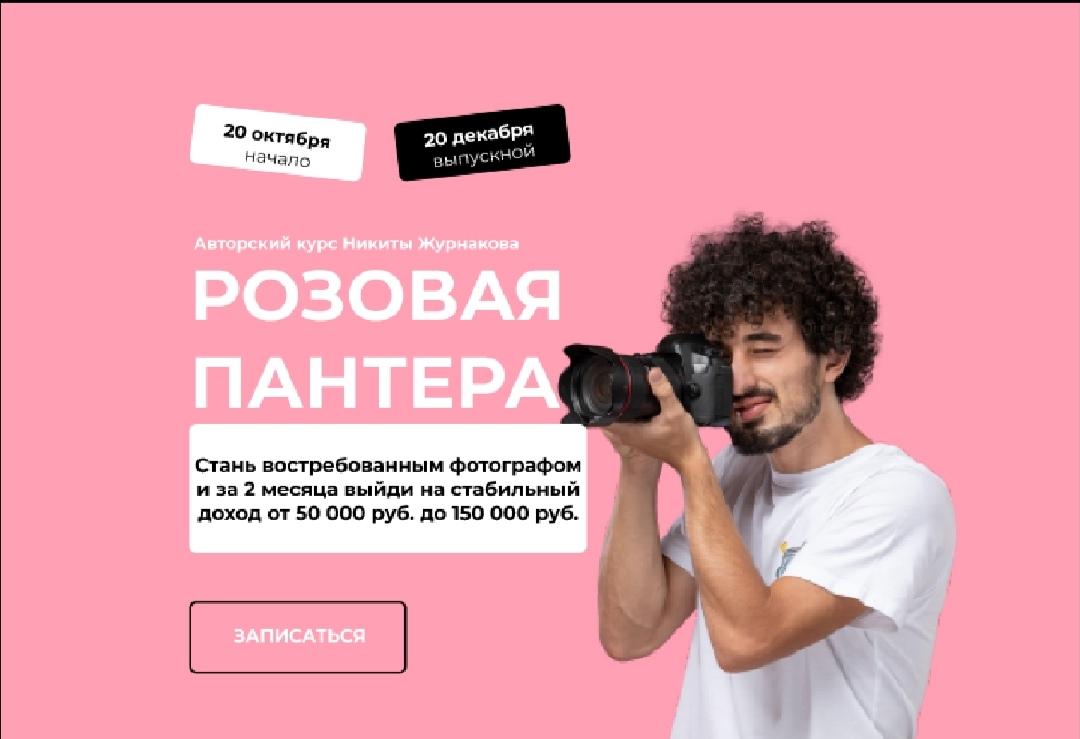 20 октября
начало
20 декабря
выпускной
Авторский курс Никиты Журнакова
РОЗОВАЯ
ПАНТЕРА
Стань востребованным фотографом
и за 2 месяца выйди на стабильный
доход от 50 000 руб. до 150 000 руб.
ЗАПИСАТЬСЯ